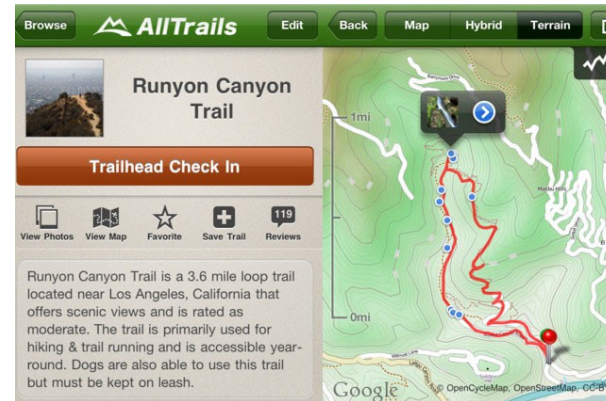 Browse
AllTrails
Edit
Runyon Canyon
Trail
Trailhead Check In
View Photos
View Map
Favorite
Save Trail
119
Reviews
Runyon Canyon Trail is a 3.6 mile loop trail
located near Los Angeles, California that
offers scenic views and is rated as
moderate. The trail is primarily used for
hiking & trail running and is accessible year-
round. Dogs are also able to use this trail
but must be kept on leash.
Back
Map
Hybrid
Terrain
1mi
0mi
Google
© OpenCycleMap, OpenStreetMap, CC-B